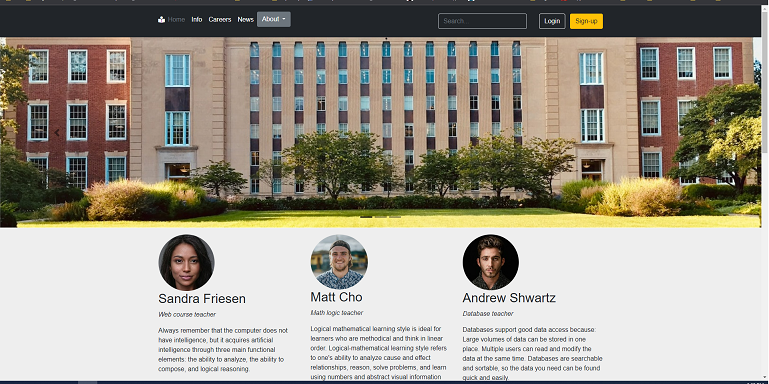 Home Info Careers News About Search... Login Sign-up
Sandra Friesen
Web course teacher
Always remember that the computer does not
have intelligence, but it acquires artificial
intelligence through three main functional
elements: the ability to analyze, the ability to
compose, and logical reasoning.
Matt Cho
Math logic teacher
Logical mathematical learning style is ideal for
learners who are methodical and think in linear
order. Logical-mathematical learning style refers
to one's ability to analyze cause and effect
relationships, reason, solve problems, and learn
using numbers and abstract visual information
Andrew Shwartz
Database teacher
Databases support good data access because:
Large volumes of data can be stored in one
place. Multiple users can read and modify the
data at the same time. Databases are searchable
and sortable, so the data you need can be found
quick and easily.